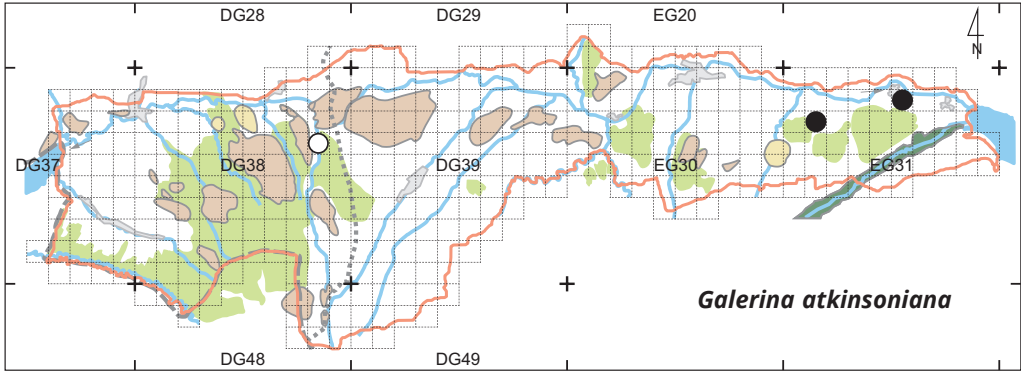 DG28 DG29 EG20
N
DG37 DG38 DG39 EG30 EG31
Galerina atkinsoniana
DG48 DG49